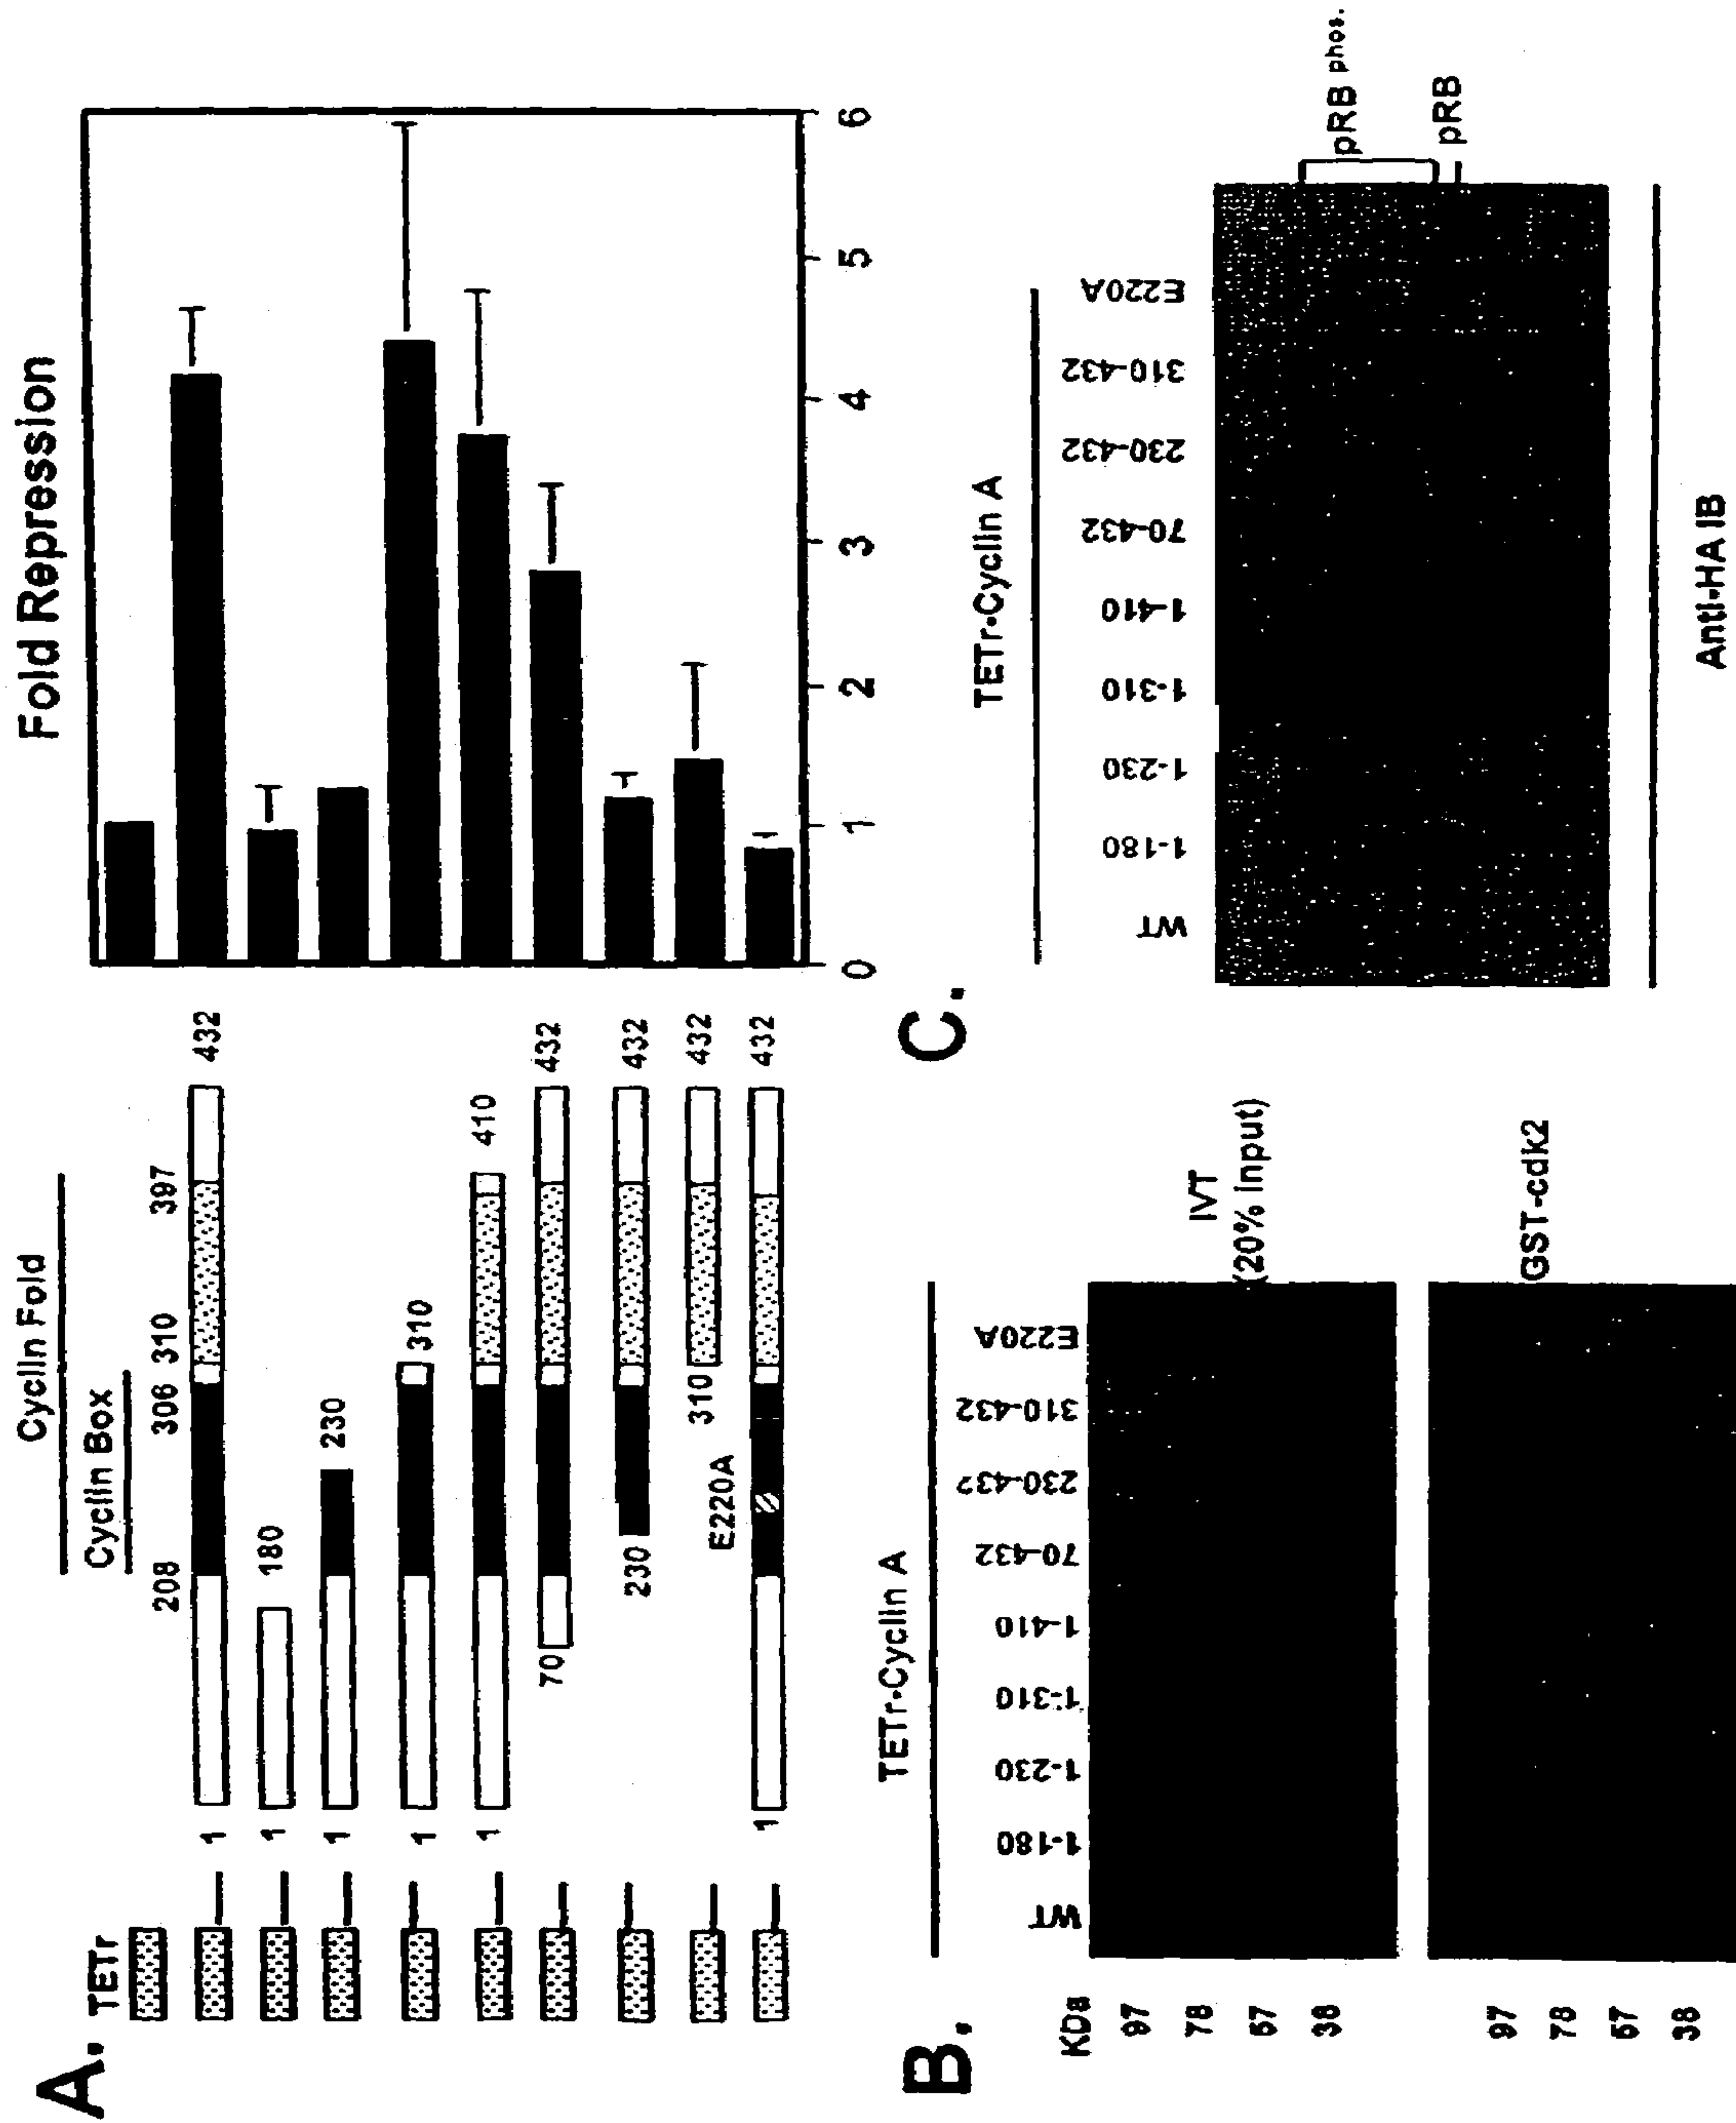 A.
TETr
Cyclin Fold
Cyclin Box
208 306 310 397
1 432
1 180
1 230
1 310
1 410
70 432
230 432
310 432
E220A
1 432
Fold Repression
0 1 2 3 4 5 6
B.
TETr-Cyclin A
KDa
WT 1-180 1-230 1-310 1-410 70-432 230-432 310-432 E220A
97
78
57
38
IVT
(20% input)
97
78
57
38
GST-cdk2
C.
TETr-Cyclin A
WT 1-180 1-230 1-310 1-410 70-432 230-432 310-432 E220A
pRB phos.
pRB
Anti-HA IB